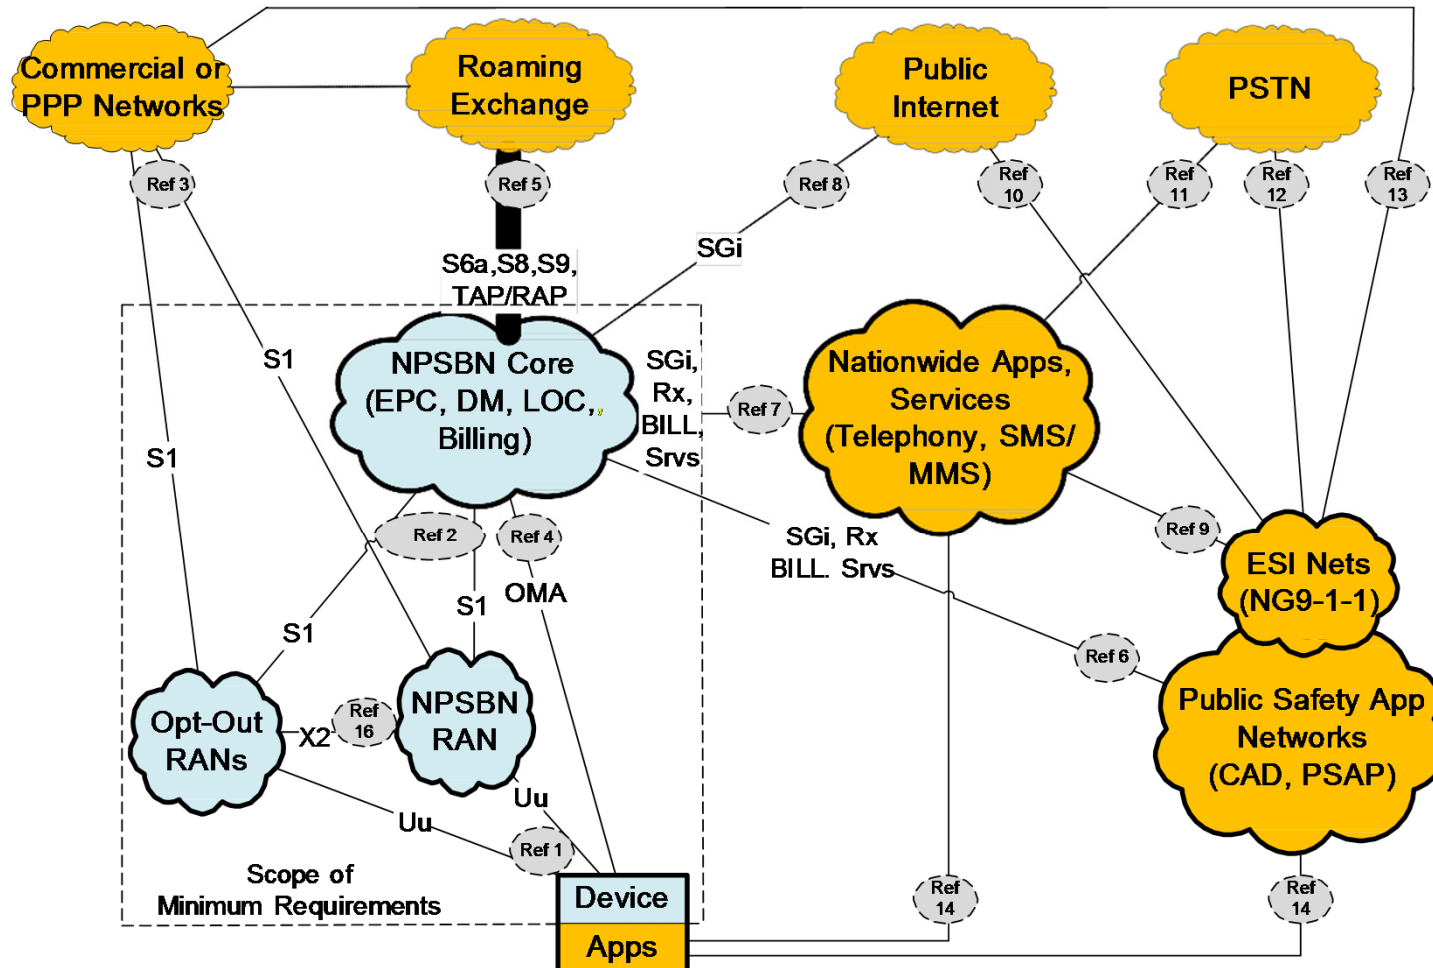 Commercial or
PPP Networks
Roaming
Exchange
Public
Internet
PSTN
Ref 3
Ref 5
Ref 8
Ref
10
Ref
11
Ref
12
Ref
13
SGi
S6a,S8,S9,
TAP/RAP
S1
NPSBN Core
(EPC, DM, LOC,,
Billing)
SGi,
Rx,
BILL,
Srvs
Ref 7
Nationwide Apps,
Services
(Telephony, SMS/
MMS)
S1
Ref 2
Ref 4
SGi, Rx
BILL. Srvs
Ref 9
ESI Nets
(NG9-1-1)
OMA
S1
S1
Ref 6
Opt-Out
RANs
X2
Ref
16
NPSBN
RAN
Public Safety App
Networks
(CAD, PSAP)
Uu
Uu
Ref 1
Scope of
Minimum Requirements
Device
Apps
Ref
14
Ref
14